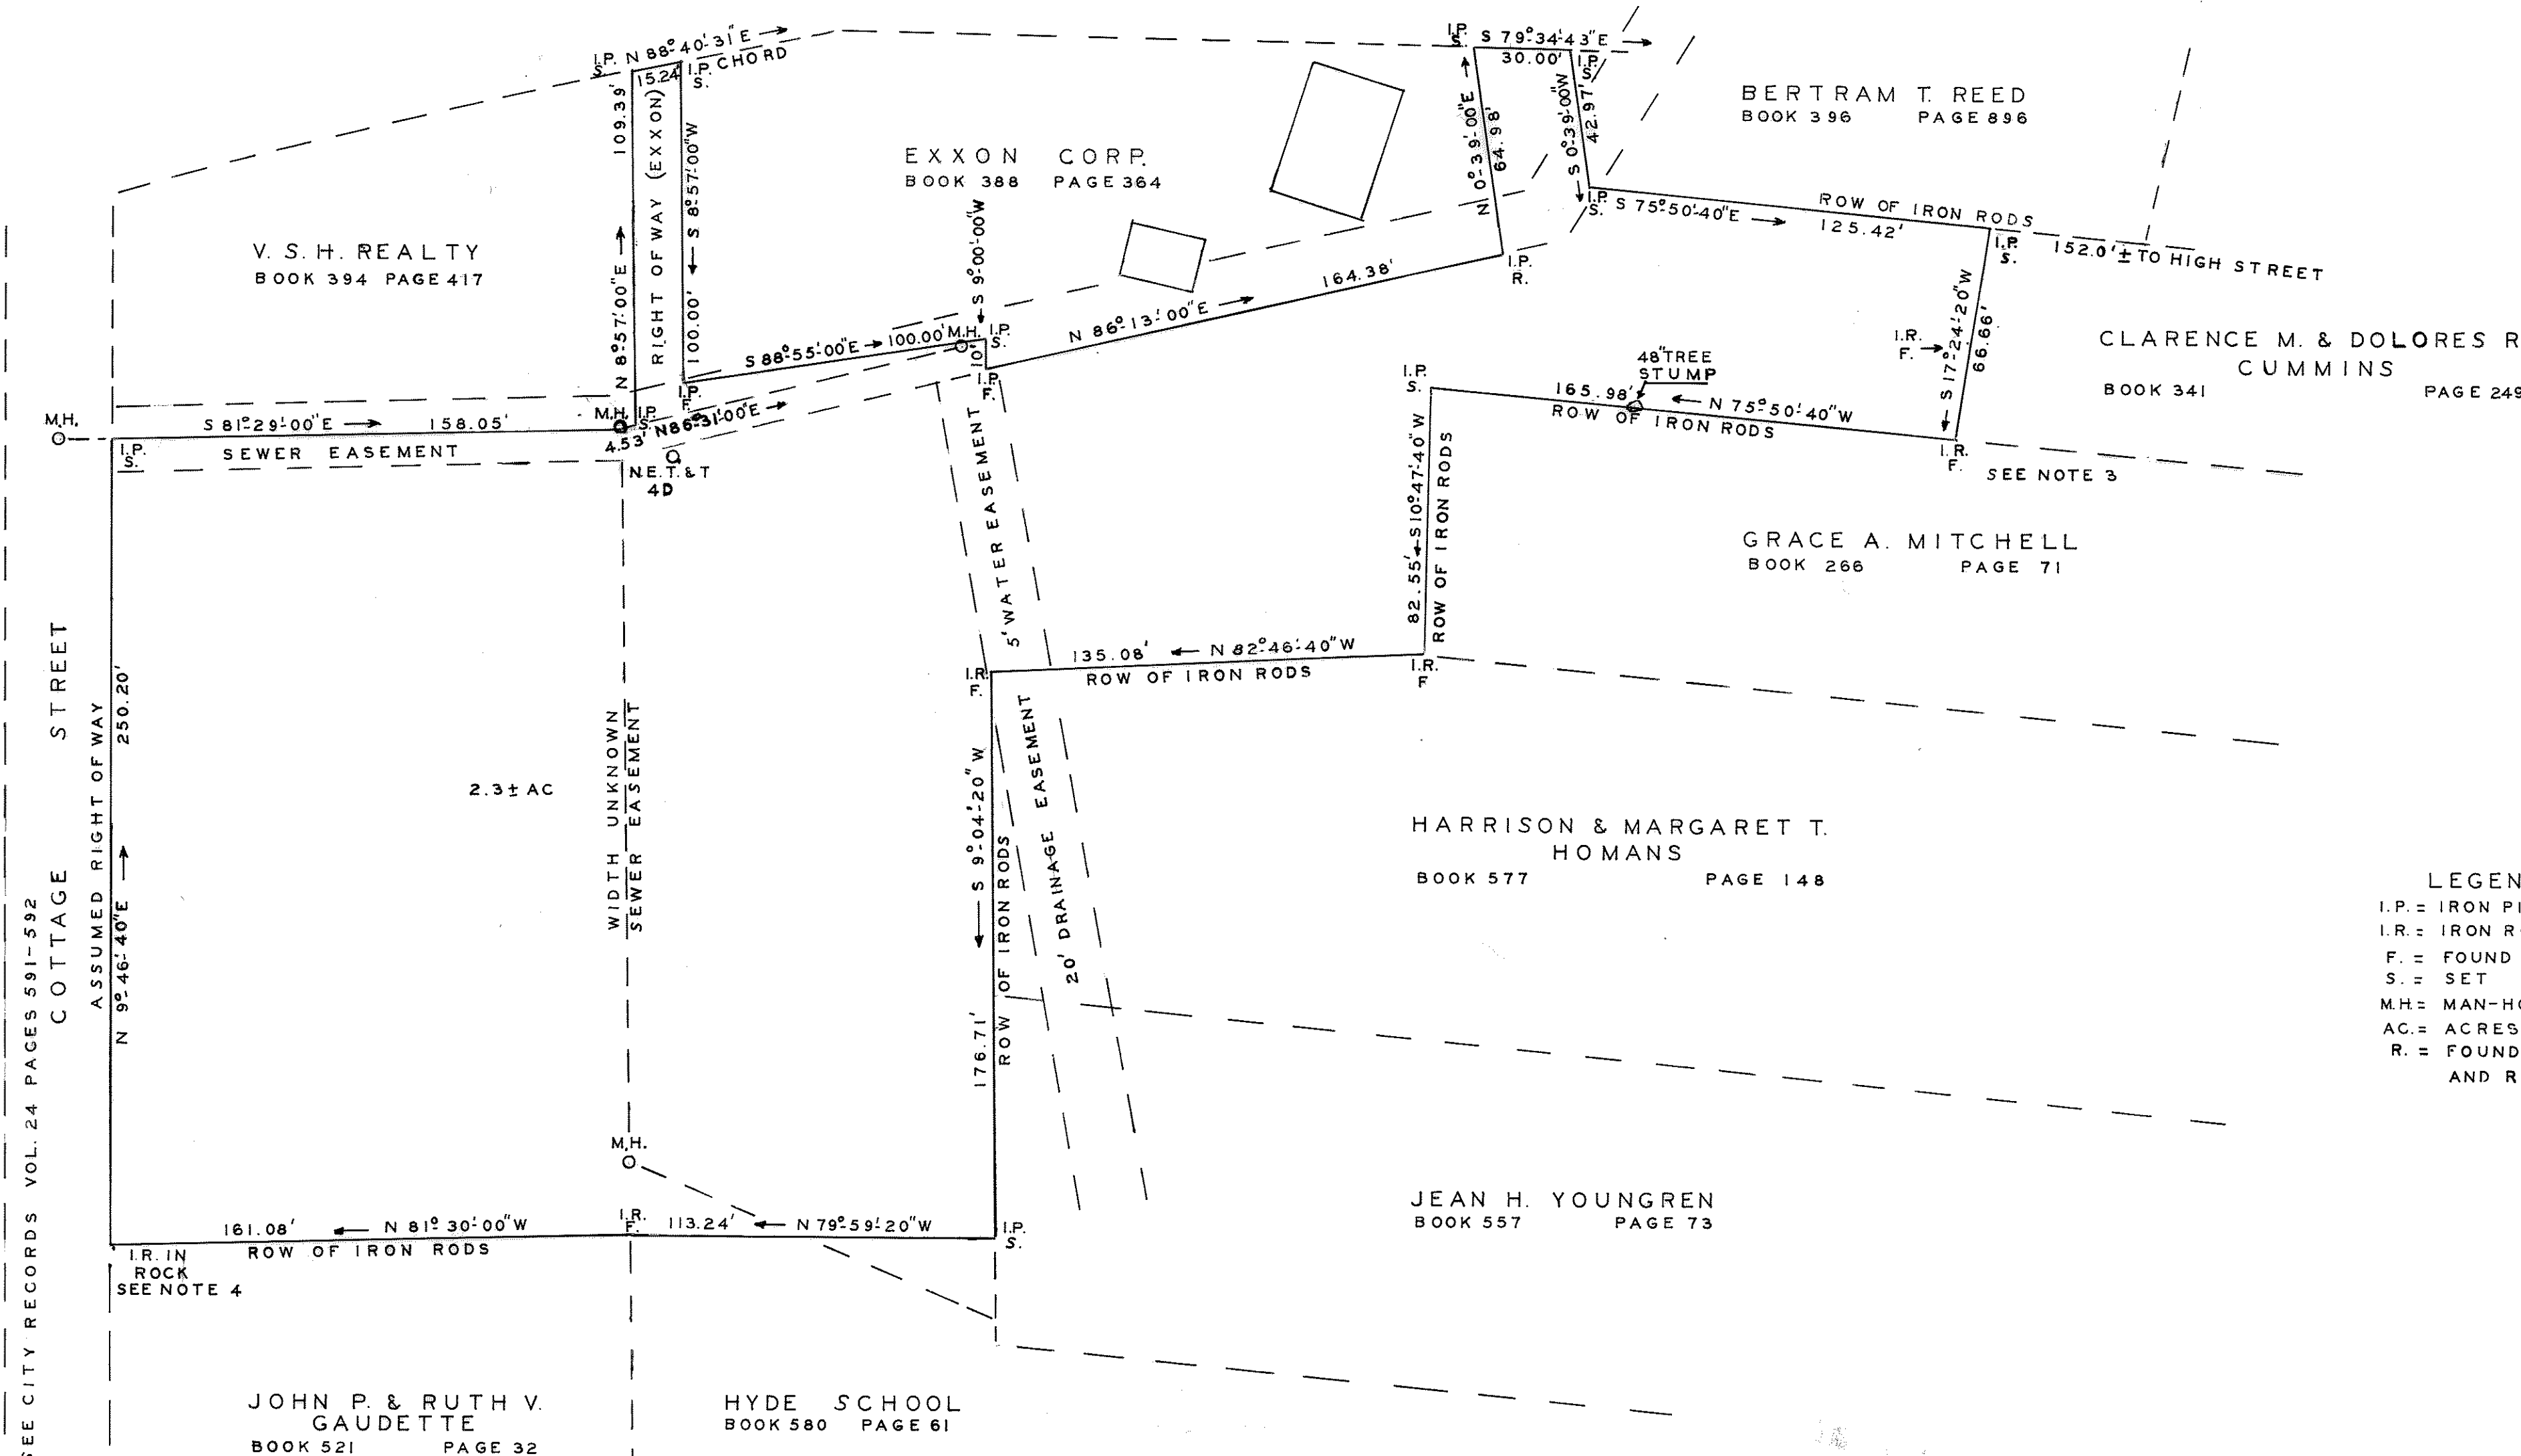 I.P.
S.
N 88°-40'-31"E
CHORD
15.24'
I.P.
S.
109.39'
N 8°-57'-00"E
RIGHT OF WAY (EXXON)
S 8°-57'-00"W
100.00'
I.P.
S.
S 79°-34'-43"E
30.00'
I.P.
S.
N 0°-39'-00"E
64.98'
S 0°-39'-00"W
42.97'
BERTRAM T. REED
BOOK 396 PAGE 896
EXXON CORP.
BOOK 388 PAGE 364
V. S. H. REALTY
BOOK 394 PAGE 417
I.P.
S.
S 75°-50'-40"E
125.42'
ROW OF IRON RODS
I.P.
S.
152.0'± TO HIGH STREET
S 9°-00'-00"W
10'
I.P.
R.
164.38'
N 86°-13'-00"E
S 88°-55'-00"E
100.00'
M.H.
I.P.
S.
I.P.
F.
I.P.
F.
S 17°-24'-20"W
66.66'
I.R.
F.
CLARENCE M. & DOLORES R
CUMMINS
BOOK 341 PAGE 249
M.H.
S 81°-29'-00"E
158.05'
M.H.
I.P.
S.
4.53'
N86°-31'-00"E
I.P.
S.
SEWER EASEMENT
N.E.T. & T
4D
I.P.
S.
48"TREE
STUMP
165.98'
N 75°-50'-40"W
ROW OF IRON RODS
I.R.
F.
SEE NOTE 3
5' WATER EASEMENT
82.55'
S10°-47'-40"W
ROW OF IRON RODS
GRACE A. MITCHELL
BOOK 266 PAGE 71
135.08'
N 82°-46'-40"W
ROW OF IRON RODS
I.R.
F.
I.R.
F
COTTAGE STREET
ASSUMED RIGHT OF WAY
250.20'
N 9°-46'-40"E
2.3± AC
WIDTH UNKNOWN
SEWER EASEMENT
S 9°-04'-20" W
176.71'
ROW OF IRON RODS
20' DRAINAGE EASEMENT
HARRISON & MARGARET T.
HOMANS
BOOK 577 PAGE 148
LEGEN
I.P. = IRON PI
I.R. = IRON R
F. = FOUND
S. = SET
M.H. = MAN-HO
AC. = ACRES
R. = FOUND
AND R
SEE CITY RECORDS VOL. 24 PAGES 591-592
M.H.
161.08'
N 81° 30'-00"W
I.R.
F.
113.24'
N 79°-59'-20"W
I.P.
S.
I.R. IN
ROCK
SEE NOTE 4
ROW OF IRON RODS
JEAN H. YOUNGREN
BOOK 557 PAGE 73
JOHN P. & RUTH V.
GAUDETTE
BOOK 521 PAGE 32
HYDE SCHOOL
BOOK 580 PAGE 61